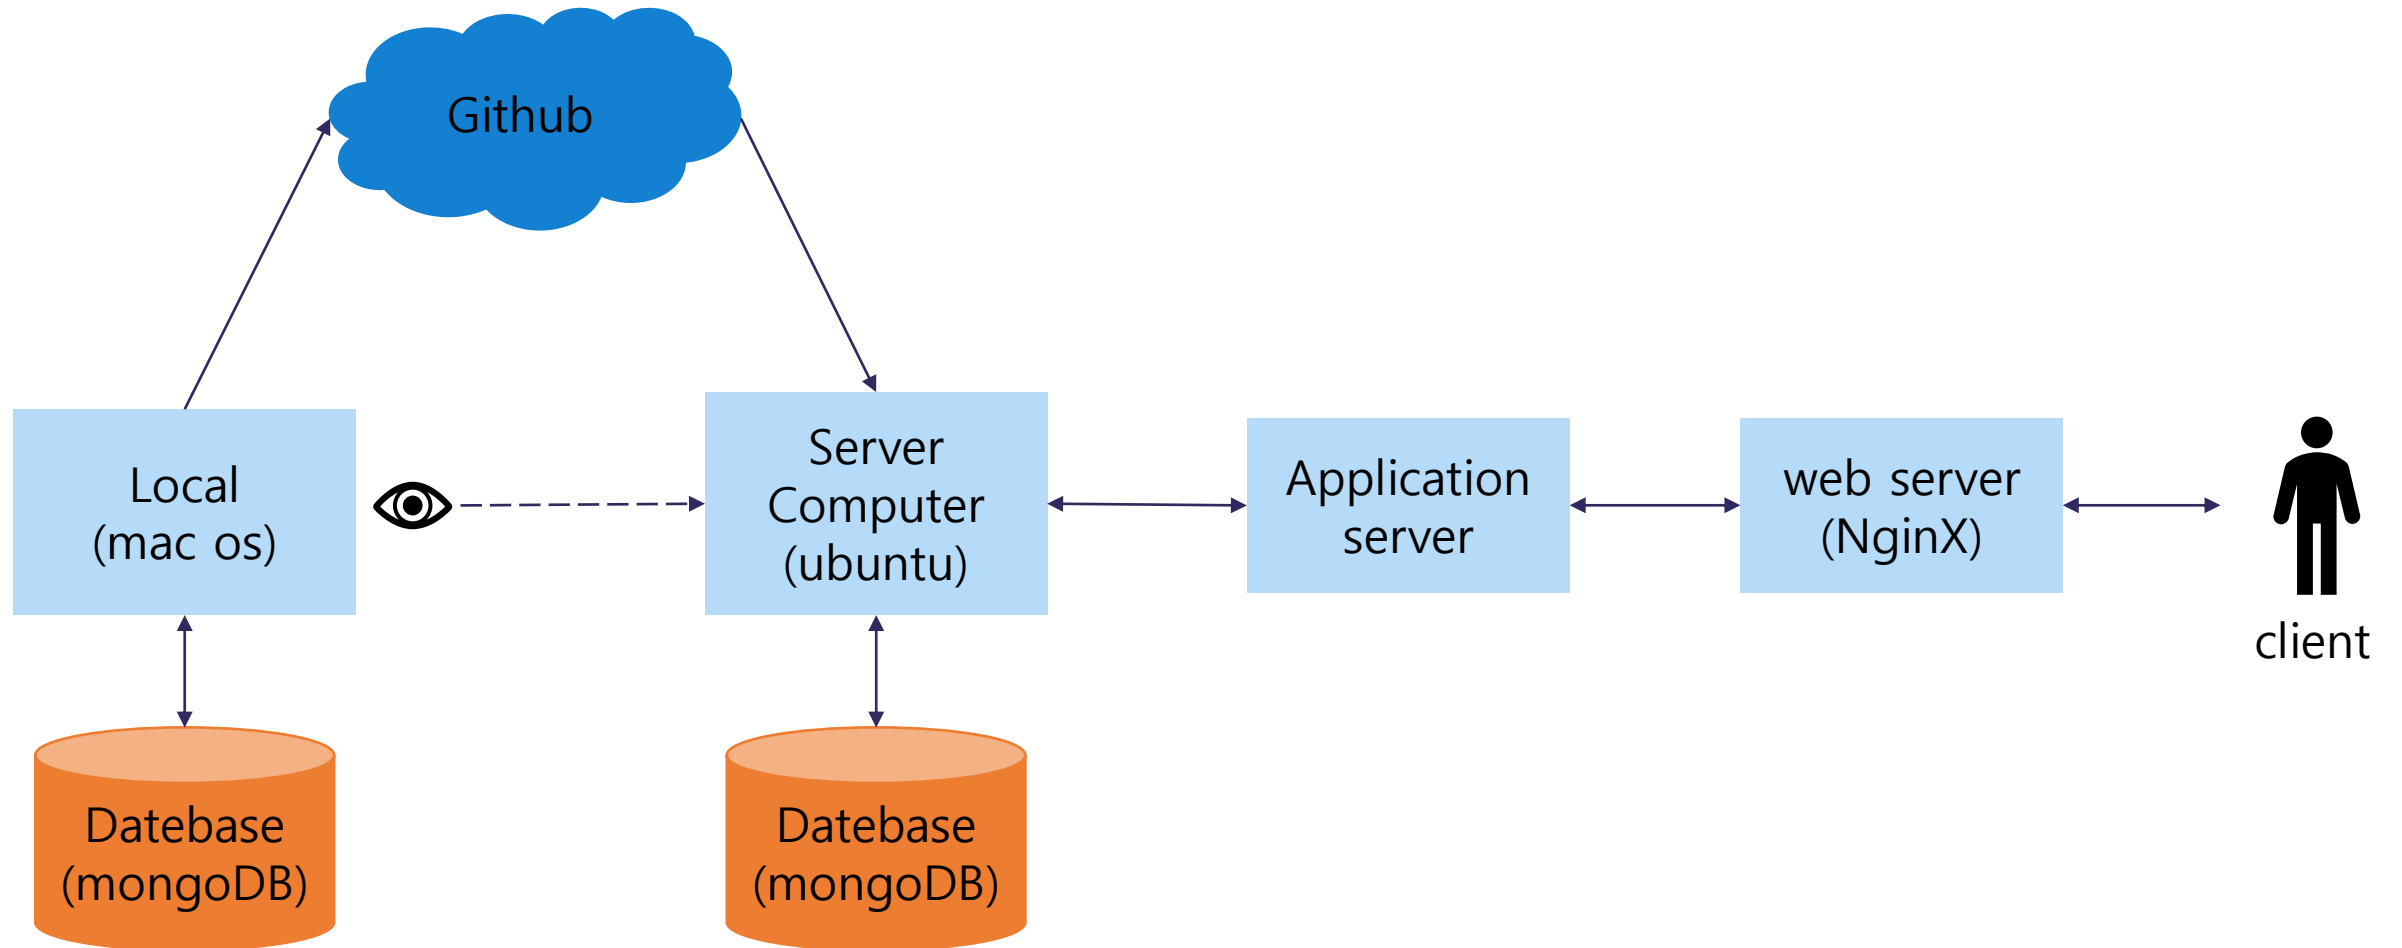 Github
Local
(mac os)
Server
Computer
(ubuntu)
Application
server
web server
(NginX)
client
Datebase
(mongoDB)
Datebase
(mongoDB)